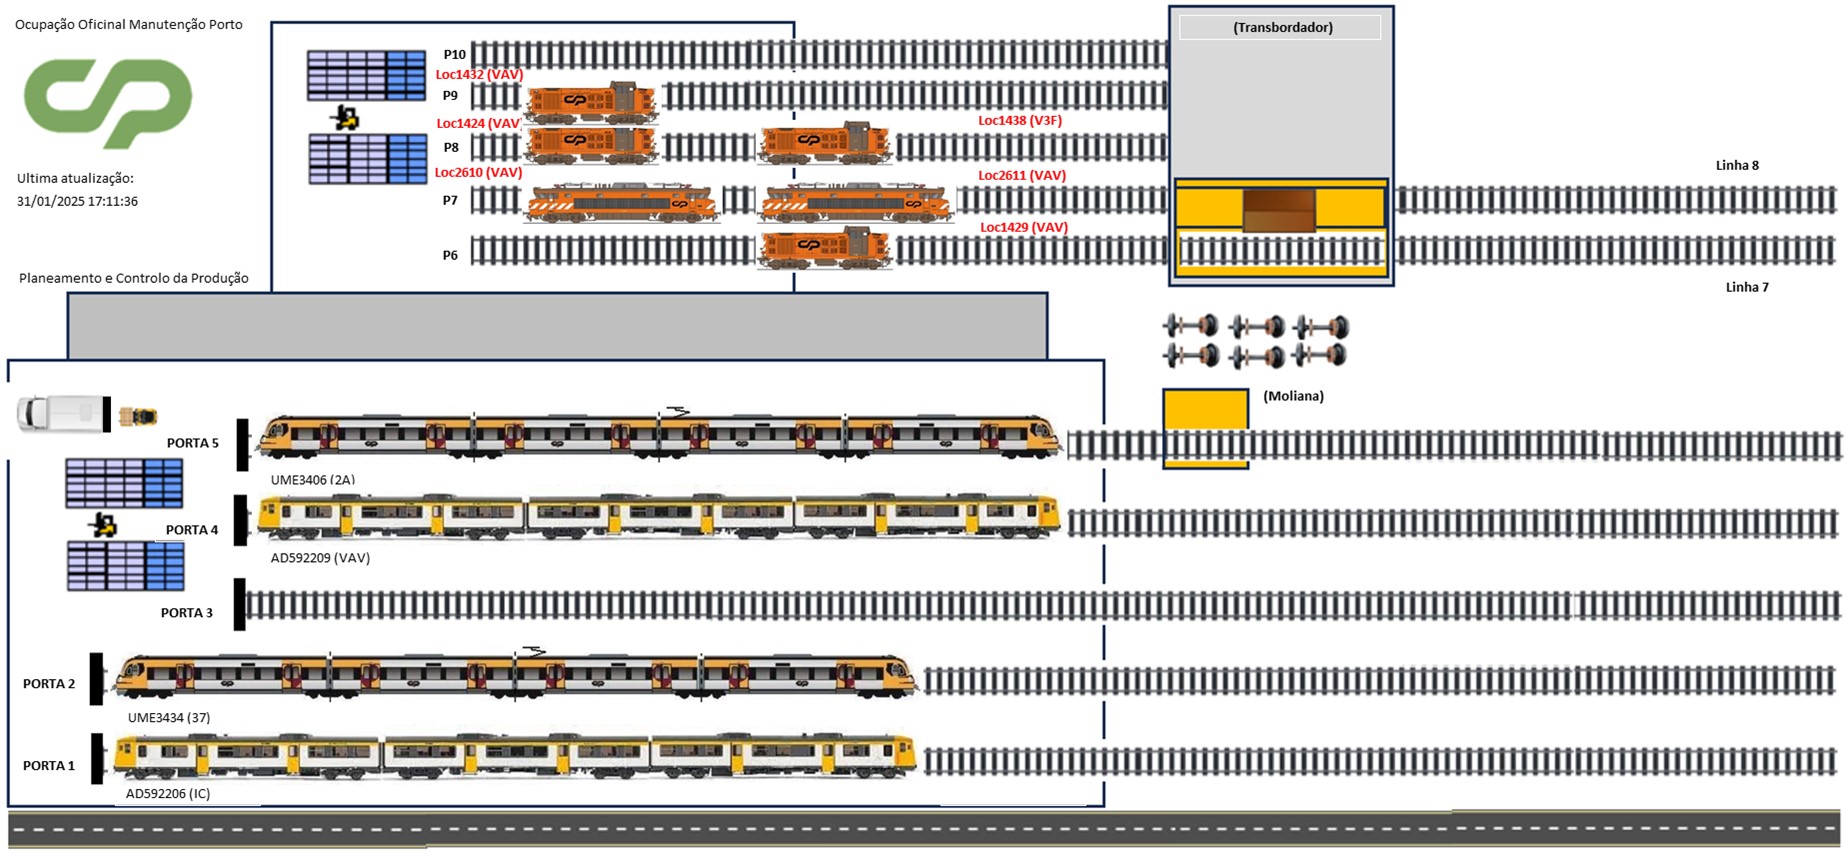 Ocupação Oficinal Manutenção Porto
Ultima atualização:
31/01/2025 17:11:36
Planeamento e Controlo da Produção
P10
Loc1432 (VAV)
P9
Loc1424 (VAV)
Loc1438 (V3F)
P8
Loc2610 (VAV)
Loc2611 (VAV)
P7
Loc1429 (VAV)
P6
(Transbordador)
Linha 8
Linha 7
(Moliana)
PORTA 5
UME3406 (2A)
PORTA 4
AD592209 (VAV)
PORTA 3
PORTA 2
UME3434 (37)
PORTA 1
AD592206 (IC)